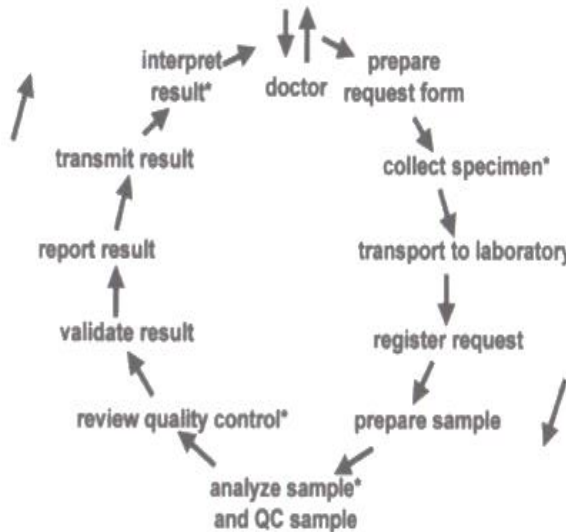 doctor
prepare
request form
collect specimen*
transport to laboratory
register request
prepare sample
analyze sample*
and QC sample
review quality control*
validate result
report result
transmit result
interpret
result*